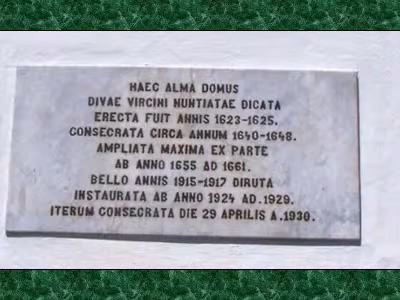 HAEC ALMA DOMUS
DIVAE VIRGINI NUNTIATAE DICATA
ERECTA FUIT ANNIS 1623-1625.
CONSECRATA CIRCA ANNUM 1640-1648.
AMPLIATA MAXIMA EX PARTE
AB ANNO 1655 AD 1661.
BELLO ANNIS 1915-1917 DIRUTA
INSTAURATA AB ANNO 1924 AD.1929.
ITERUM CONSECRATA DIE 29 APRILIS A.1930.